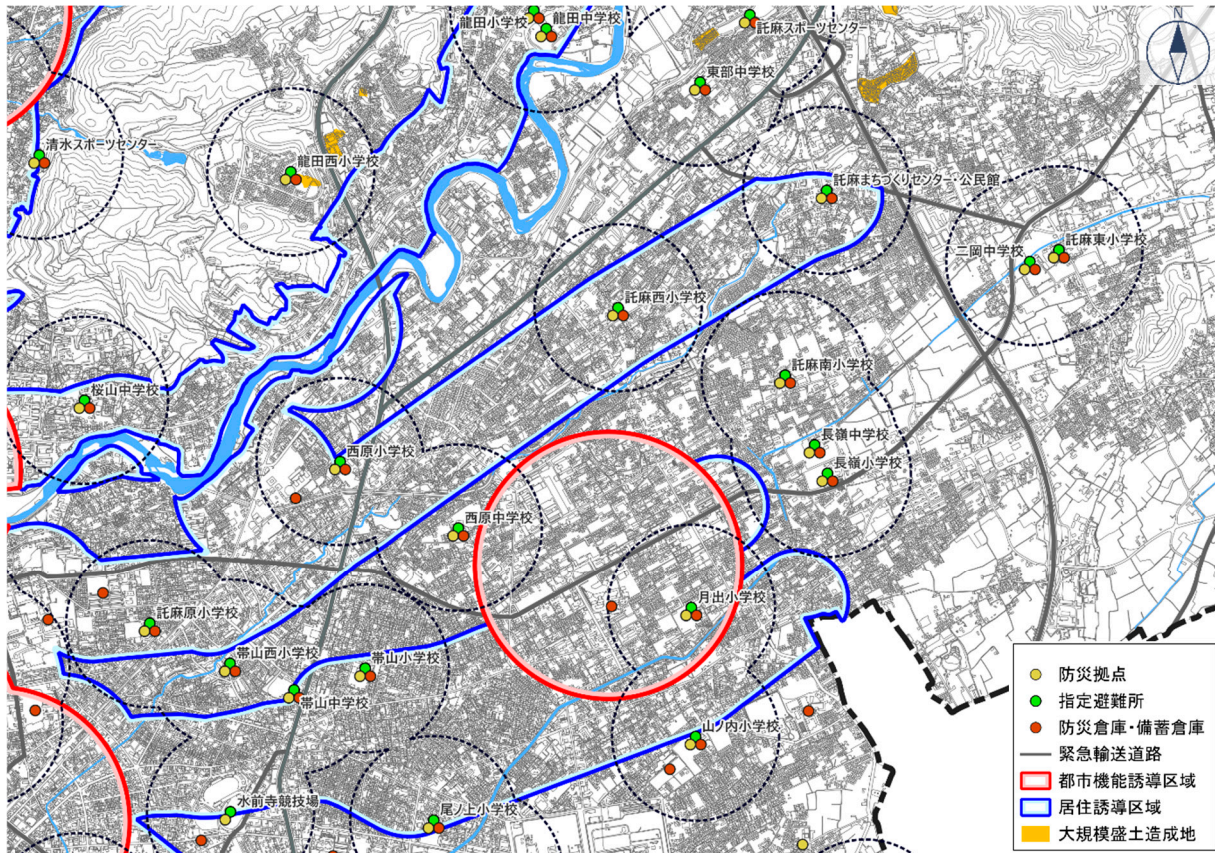 龍田小学校
龍田中学校
託麻スポーツセンター
N
東部中学校
清水スポーツセンター
龍田西小学校
託麻まちづくりセンター・公民館
二岡中学校
託麻東小学校
託麻西小学校
託麻南小学校
桜山中学校
長嶺中学校
西原小学校
長嶺小学校
西原中学校
月出小学校
託麻原小学校
帯山西小学校
帯山小学校
帯山中学校
山ノ内小学校
水前寺競技場
尾ノ上小学校
防災拠点
指定避難所
防災倉庫・備蓄倉庫
緊急輸送道路
都市機能誘導区域
居住誘導区域
大規模盛土造成地